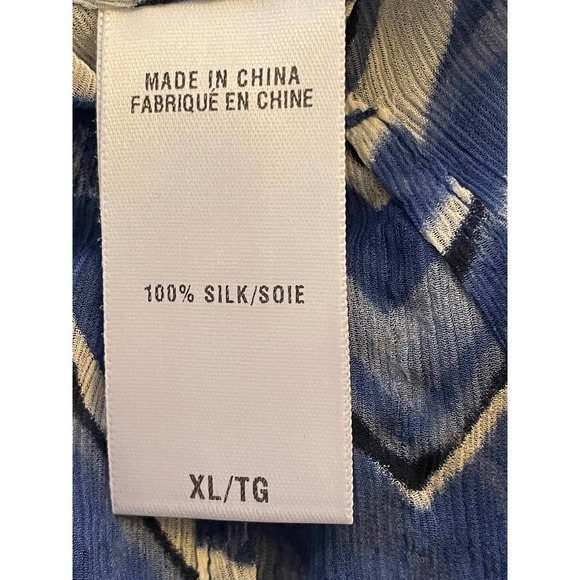 MADE IN CHINA
FABRIQUÉ EN CHINE
100% SILK/SOIE
XL/TG